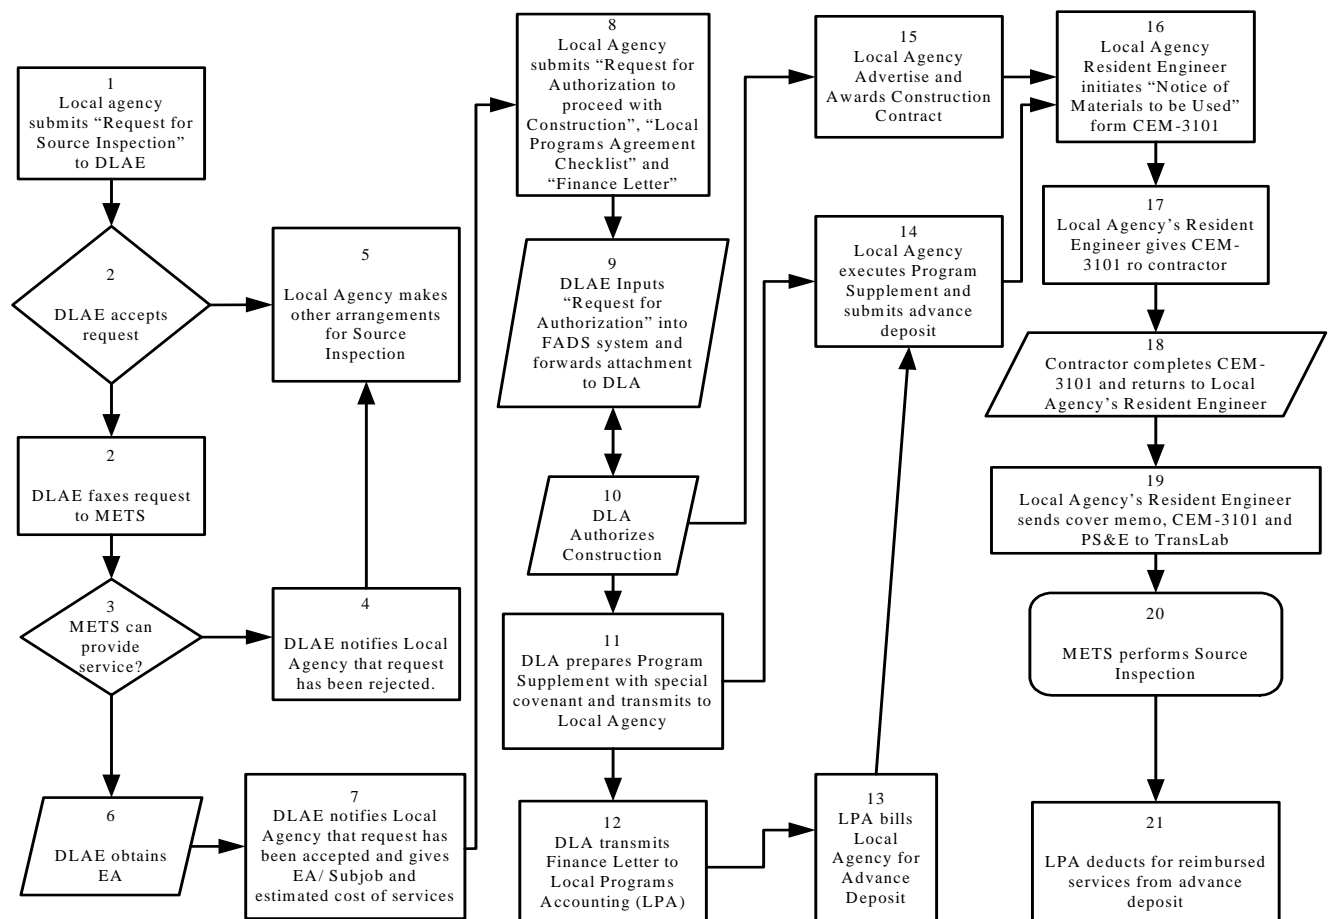 1
Local agency
submits “Request for
Source Inspection”
to DLAE
2
DLAE accepts
request
2
DLAE faxes request
to METS
3
METS can
provide
service?
4
DLAE notifies Local
Agency that request
has been rejected.
5
Local Agency makes
other arrangements
for Source
Inspection
6
DLAE obtains
EA
7
DLAE notifies Local
Agency that request has
been accepted and gives
EA/ Subjob and
estimated cost of services
8
Local Agency
submits “Request for
Authorization to
proceed with
Construction”, “Local
Programs Agreement
Checklist” and
“Finance Letter”
9
DLAE Inputs
“Request for
Authorization” into
FADS system and
forwards attachment
to DLA
10
DLA
Authorizes
Construction
11
DLA prepares Program
Supplement with special
covenant and transmits to
Local Agency
12
DLA transmits
Finance Letter to
Local Programs
Accounting (LPA)
13
LPA bills
Local
Agency for
Advance
Deposit
14
Local Agency
executes Program
Supplement and
submits advance
deposit
15
Local Agency
Advertise and
Awards Construction
Contract
16
Local Agency
Resident Engineer
initiates “Notice of
Materials to be Used”
form CEM-3101
17
Local Agency’s Resident
Engineer gives CEM-
3101 ro contractor
18
Contractor completes CEM-
3101 and returns to Local
Agency’s Resident Engineer
19
Local Agency’s Resident Engineer
sends cover memo, CEM-3101 and
PS&E to TransLab
20
METS performs Source
Inspection
21
LPA deducts for reimbursed
services from advance
deposit